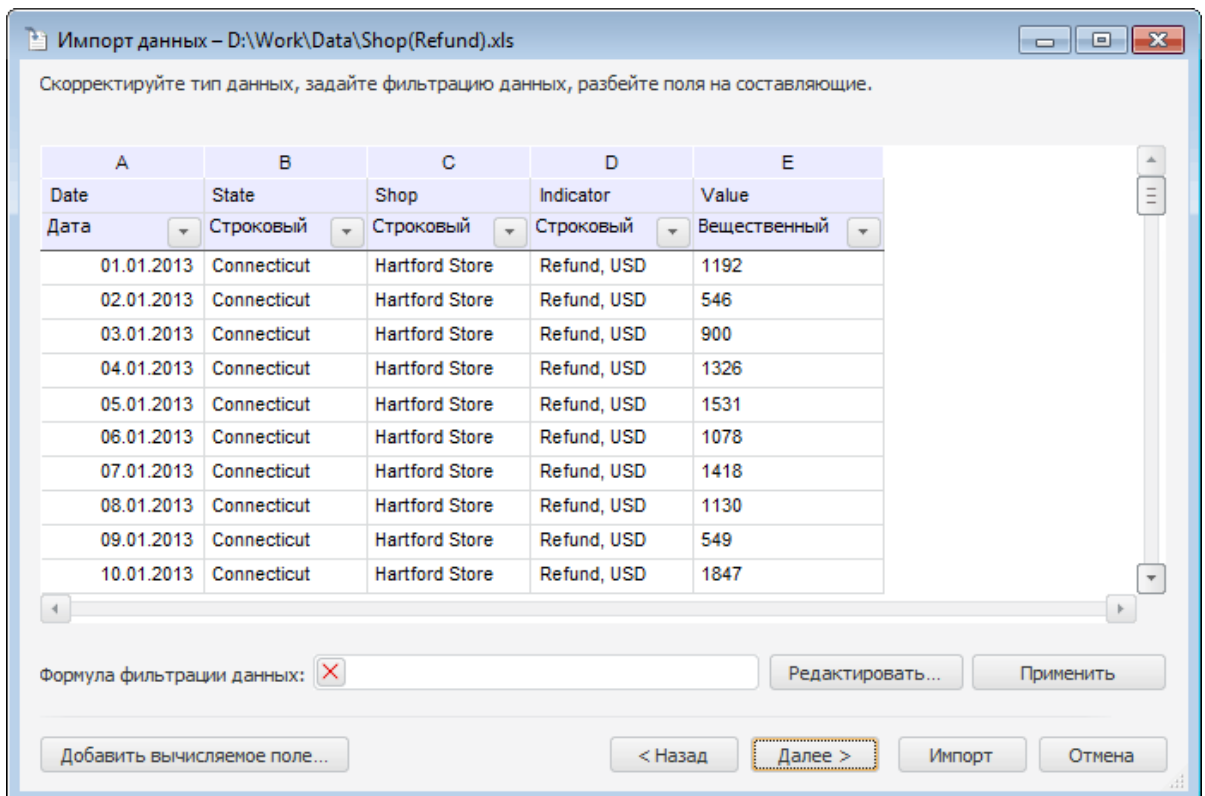 Импорт данных – D:\Work\Data\Shop(Refund).xls
Скорректируйте тип данных, задайте фильтрацию данных, разбейте поля на составляющие.
A B C D E
Date State Shop Indicator Value
Дата Строковый Строковый Строковый Вещественный
01.01.2013 Connecticut Hartford Store Refund, USD 1192
02.01.2013 Connecticut Hartford Store Refund, USD 546
03.01.2013 Connecticut Hartford Store Refund, USD 900
04.01.2013 Connecticut Hartford Store Refund, USD 1326
05.01.2013 Connecticut Hartford Store Refund, USD 1531
06.01.2013 Connecticut Hartford Store Refund, USD 1078
07.01.2013 Connecticut Hartford Store Refund, USD 1418
08.01.2013 Connecticut Hartford Store Refund, USD 1130
09.01.2013 Connecticut Hartford Store Refund, USD 549
10.01.2013 Connecticut Hartford Store Refund, USD 1847
Формула фильтрации данных: Редактировать... Применить
Добавить вычисляемое поле... < Назад Далее > Импорт Отмена